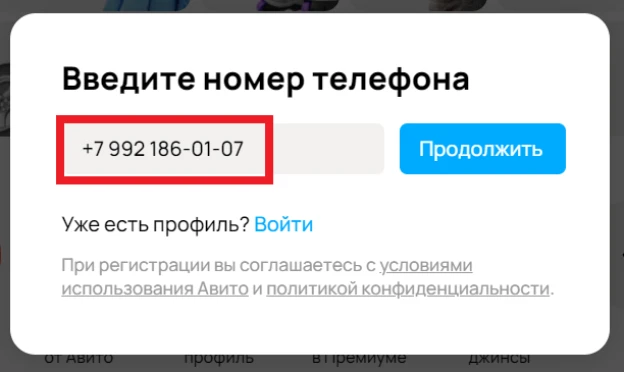 Введите номер телефона
+7 992 186-01-07
Продолжить
Уже есть профиль? Войти
При регистрации вы соглашаетесь с условиями
использования Авито и политикой конфиденциальности.
от Авито профиль в Премиуме джинсы